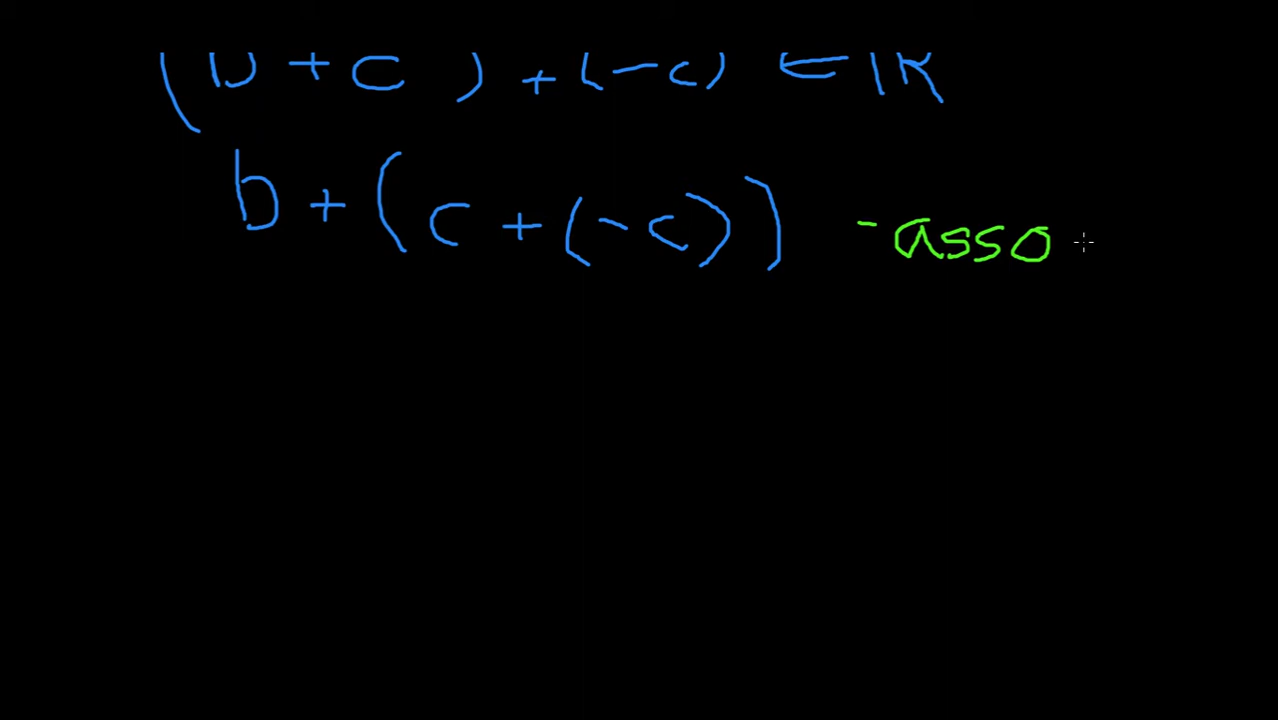 (b + c) + (-c) ∈ ℝ
b + (c + (-c)) - asso